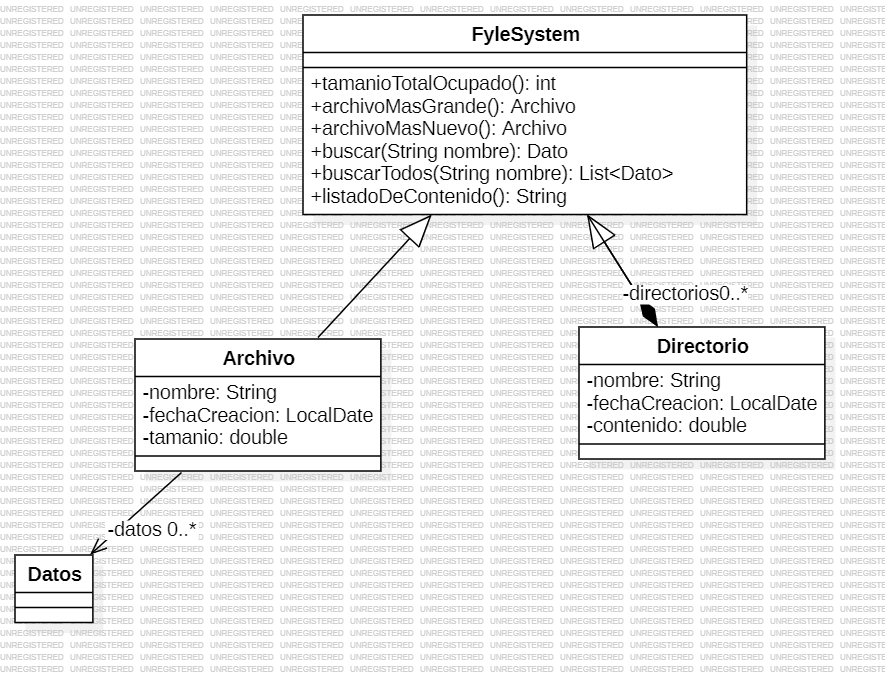 FyleSystem
+tamanioTotalOcupado(): int
+archivoMasGrande(): Archivo
+archivoMasNuevo(): Archivo
+buscar(String nombre): Dato
+buscarTodos(String nombre): List<Dato>
+listadoDeContenido(): String
-directorios0..*
Archivo
-nombre: String
-fechaCreacion: LocalDate
-tamanio: double
Directorio
-nombre: String
-fechaCreacion: LocalDate
-contenido: double
-datos 0..*
Datos
UNREGISTERED